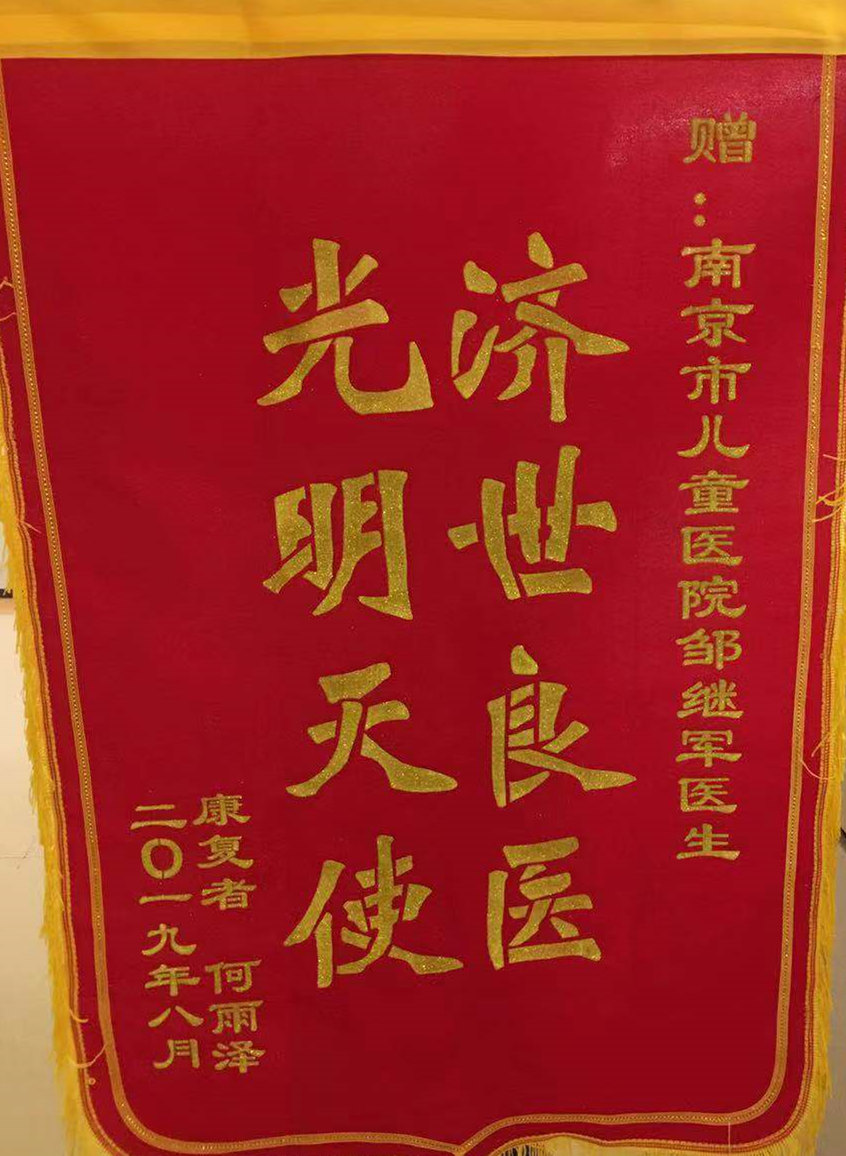 赠：南京市儿童医院邹继军医生
济世良医
光明天使
康复者 何雨泽
二〇一九年八月